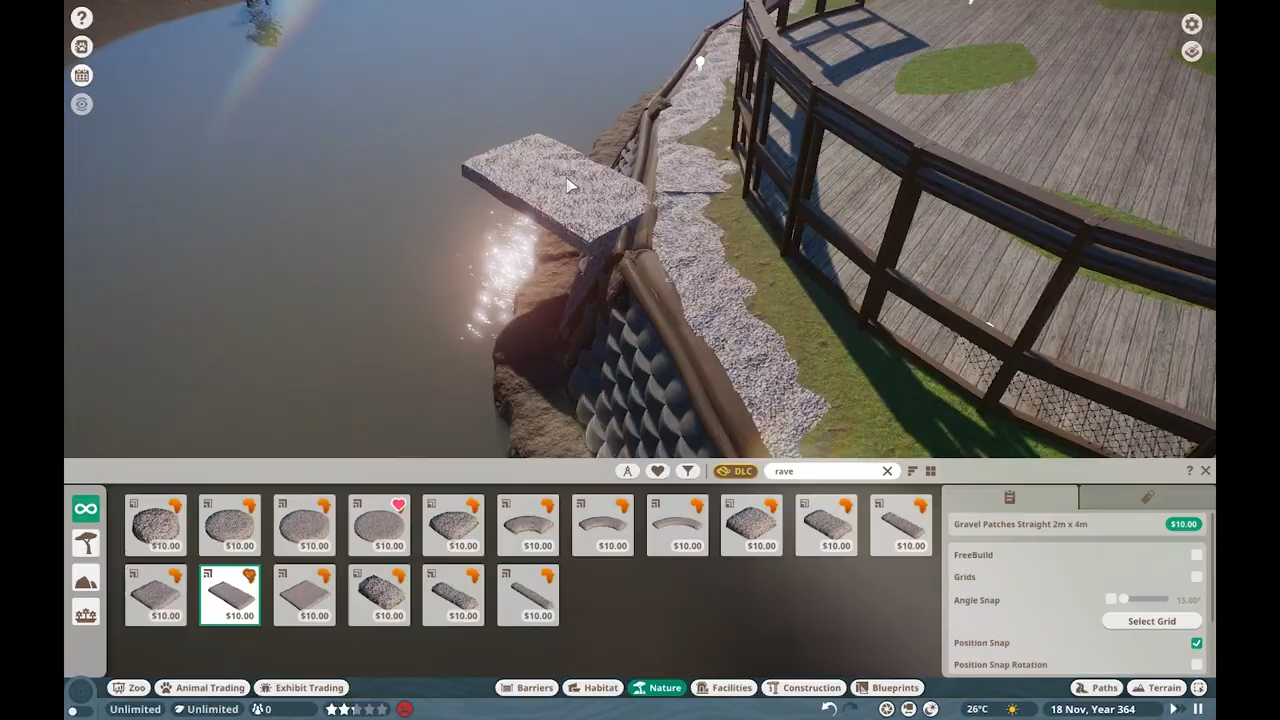 ?
DLC
rave
?
$10.00 $10.00 $10.00 $10.00 $10.00 $10.00 $10.00 $10.00 $10.00 $10.00 $10.00
$10.00 $10.00 $10.00 $10.00 $10.00 $10.00
Gravel Patches Straight 2m x 4m $10.00
FreeBuild
Grids
Angle Snap 15.00°
Select Grid
Position Snap
Position Snap Rotation
Zoo Animal Trading Exhibit Trading Barriers Habitat Nature Facilities Construction Blueprints Paths Terrain
Unlimited Unlimited 0 26°C 18 Nov, Year 364